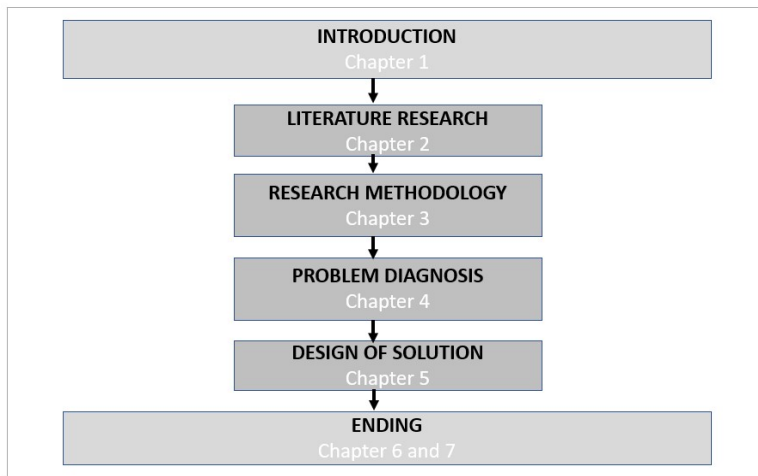 INTRODUCTION
Chapter 1
LITERATURE RESEARCH
Chapter 2
RESEARCH METHODOLOGY
Chapter 3
PROBLEM DIAGNOSIS
Chapter 4
DESIGN OF SOLUTION
Chapter 5
ENDING
Chapter 6 and 7